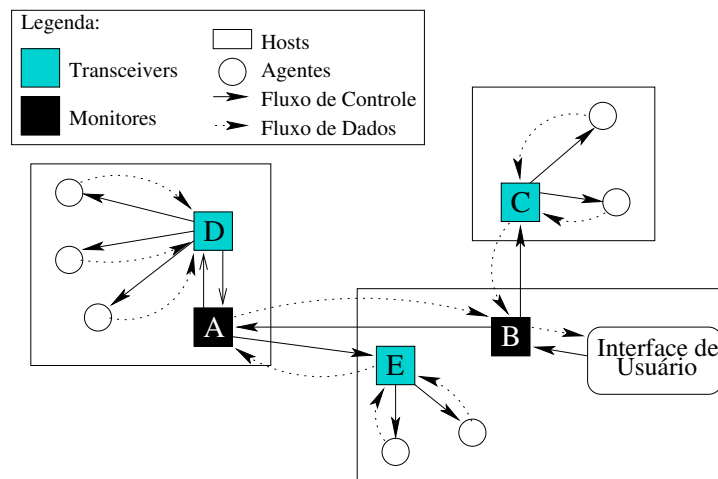 Legenda:
Transceivers
Monitores
Hosts
Agentes
Fluxo de Controle
Fluxo de Dados
C
D
A
B
E
Interface de
Usuário